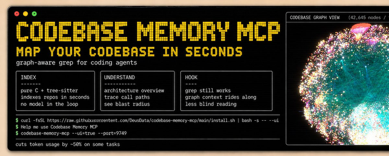 CODEBASE MEMORY MCP
MAP YOUR CODEBASE IN SECONDS
graph-aware grep for coding agents
INDEX
pure C + tree-sitter
indexes repos in seconds
no model in the loop
UNDERSTAND
architecture overview
trace call paths
see blast radius
HOOK
grep still works
graph context rides along
less blind reading
$ curl -fsSL https://raw.githubusercontent.com/DeusData/codebase-memory-mcp/main/install.sh | bash -s -- --ui
$ Help me use Codebase Memory MCP
$ codebase-memory-mcp --ui=true --port=9749
cuts token usage by ~50% on some tasks
CODEBASE GRAPH VIEW